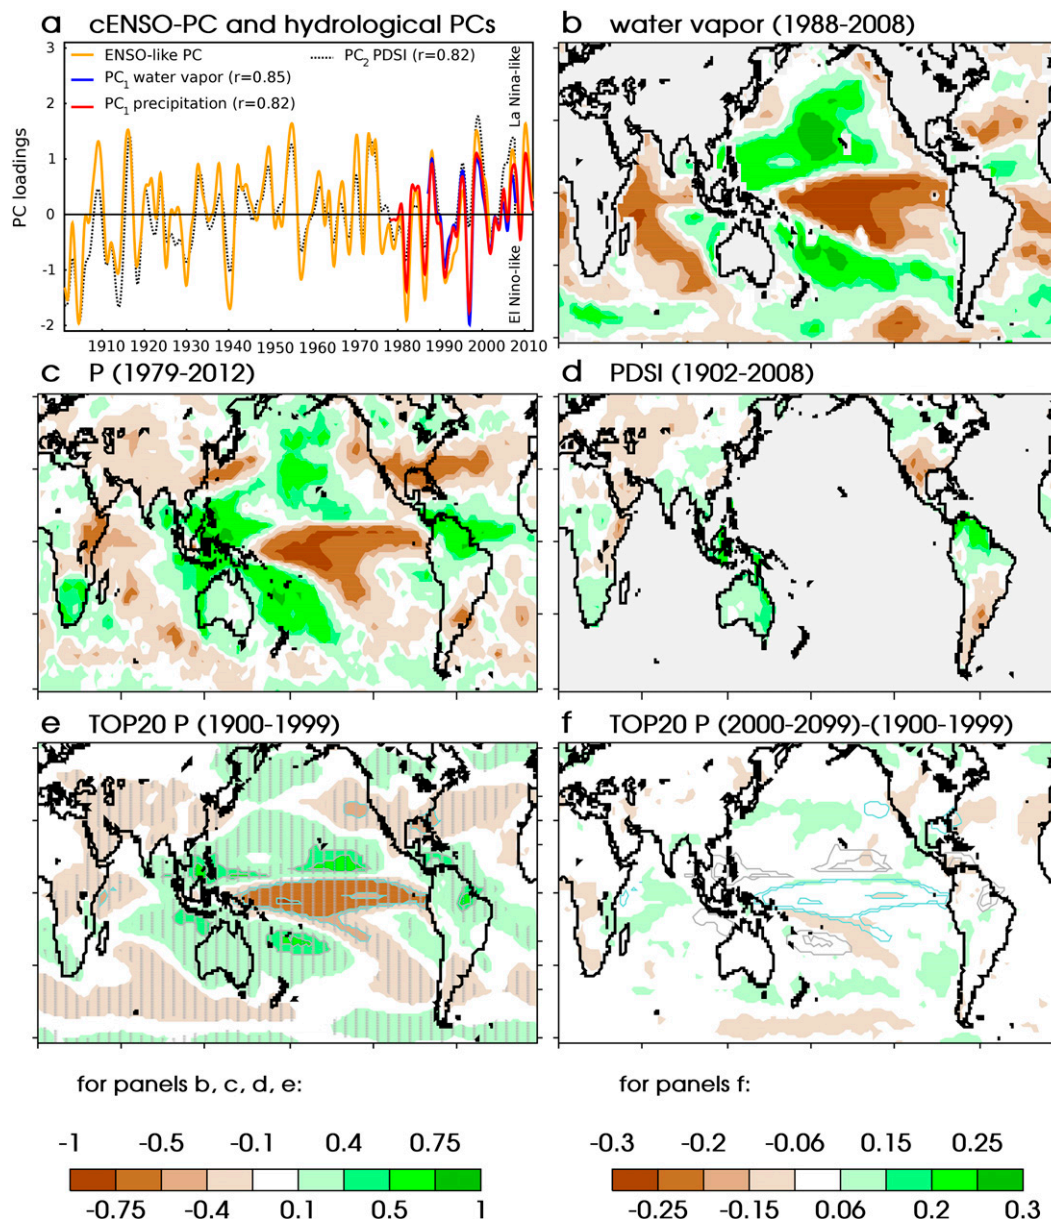 a cENSO-PC and hydrological PCs
3
2
1
0
-1
-2
PC loadings
ENSO-like PC
PC1 water vapor (r=0.85)
PC1 precipitation (r=0.82)
PC2 PDSI (r=0.82)
La Nina-like
El Nino-like
1910 1920 1930 1940 1950 1960 1970 1980 1990 2000 2010
b water vapor (1988-2008)
c P (1979-2012)
d PDSI (1902-2008)
e TOP20 P (1900-1999)
f TOP20 P (2000-2099)-(1900-1999)
for panels b, c, d, e:
-1 -0.5 -0.1 0.4 0.75
-0.75 -0.4 0.1 0.5 1
for panels f:
-0.3 -0.2 -0.06 0.15 0.25
-0.25 -0.15 0.06 0.2 0.3